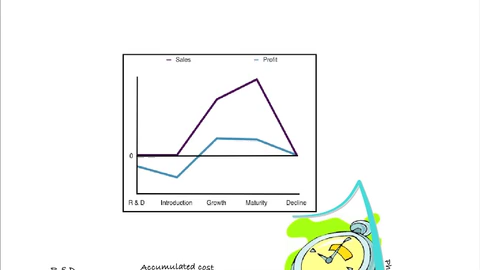 Sales Profit
0
R & D Introduction Growth Maturity Decline
R & D Accumulated cost